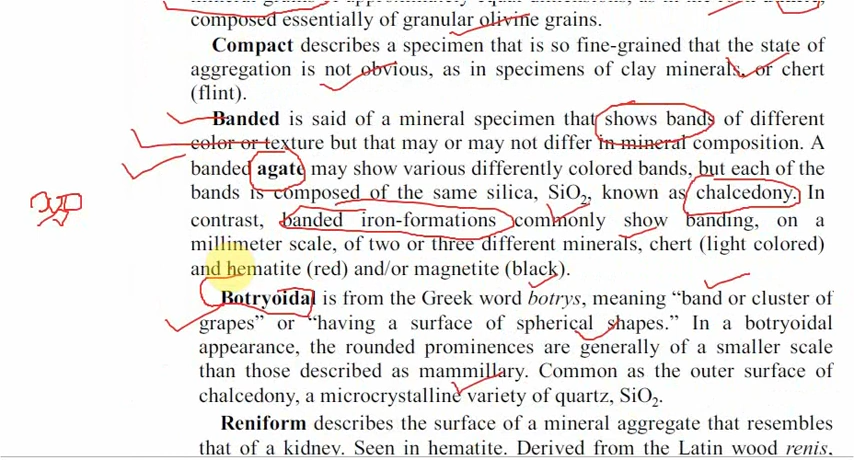 composed essentially of granular olivine grains.
Compact describes a specimen that is so fine-grained that the state of
aggregation is not obvious, as in specimens of clay minerals, or chert
(flint).
Banded is said of a mineral specimen that shows bands of different
color or texture but that may or may not differ in mineral composition. A
banded agate may show various differently colored bands, but each of the
bands is composed of the same silica, SiO₂, known as chalcedony. In
contrast, banded iron-formations commonly show banding, on a
millimeter scale, of two or three different minerals, chert (light colored)
and hematite (red) and/or magnetite (black).
Botryoidal is from the Greek word botrys, meaning “band or cluster of
grapes” or “having a surface of spherical shapes.” In a botryoidal
appearance, the rounded prominences are generally of a smaller scale
than those described as mammillary. Common as the outer surface of
chalcedony, a microcrystalline variety of quartz, SiO₂.
Reniform describes the surface of a mineral aggregate that resembles
that of a kidney. Seen in hematite. Derived from the Latin wood renis,